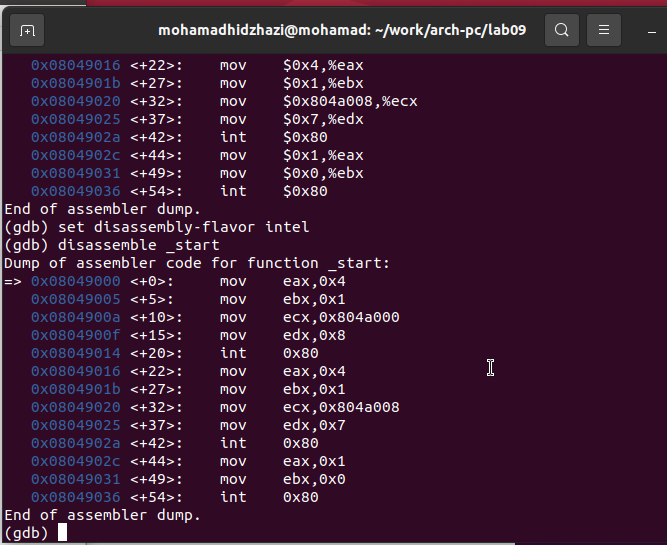 mohamadhidzhazi@mohamad: ~/work/arch-pc/lab09
0x08049016 <+22>: mov $0x4,%eax
0x0804901b <+27>: mov $0x1,%ebx
0x08049020 <+32>: mov $0x804a008,%ecx
0x08049025 <+37>: mov $0x7,%edx
0x0804902a <+42>: int $0x80
0x0804902c <+44>: mov $0x1,%eax
0x08049031 <+49>: mov $0x0,%ebx
0x08049036 <+54>: int $0x80
End of assembler dump.
(gdb) set disassembly-flavor intel
(gdb) disassemble _start
Dump of assembler code for function _start:
=> 0x08049000 <+0>: mov eax,0x4
0x08049005 <+5>: mov ebx,0x1
0x0804900a <+10>: mov ecx,0x804a000
0x0804900f <+15>: mov edx,0x8
0x08049014 <+20>: int 0x80
0x08049016 <+22>: mov eax,0x4
0x0804901b <+27>: mov ebx,0x1
0x08049020 <+32>: mov ecx,0x804a008
0x08049025 <+37>: mov edx,0x7
0x0804902a <+42>: int 0x80
0x0804902c <+44>: mov eax,0x1
0x08049031 <+49>: mov ebx,0x0
0x08049036 <+54>: int 0x80
End of assembler dump.
(gdb)